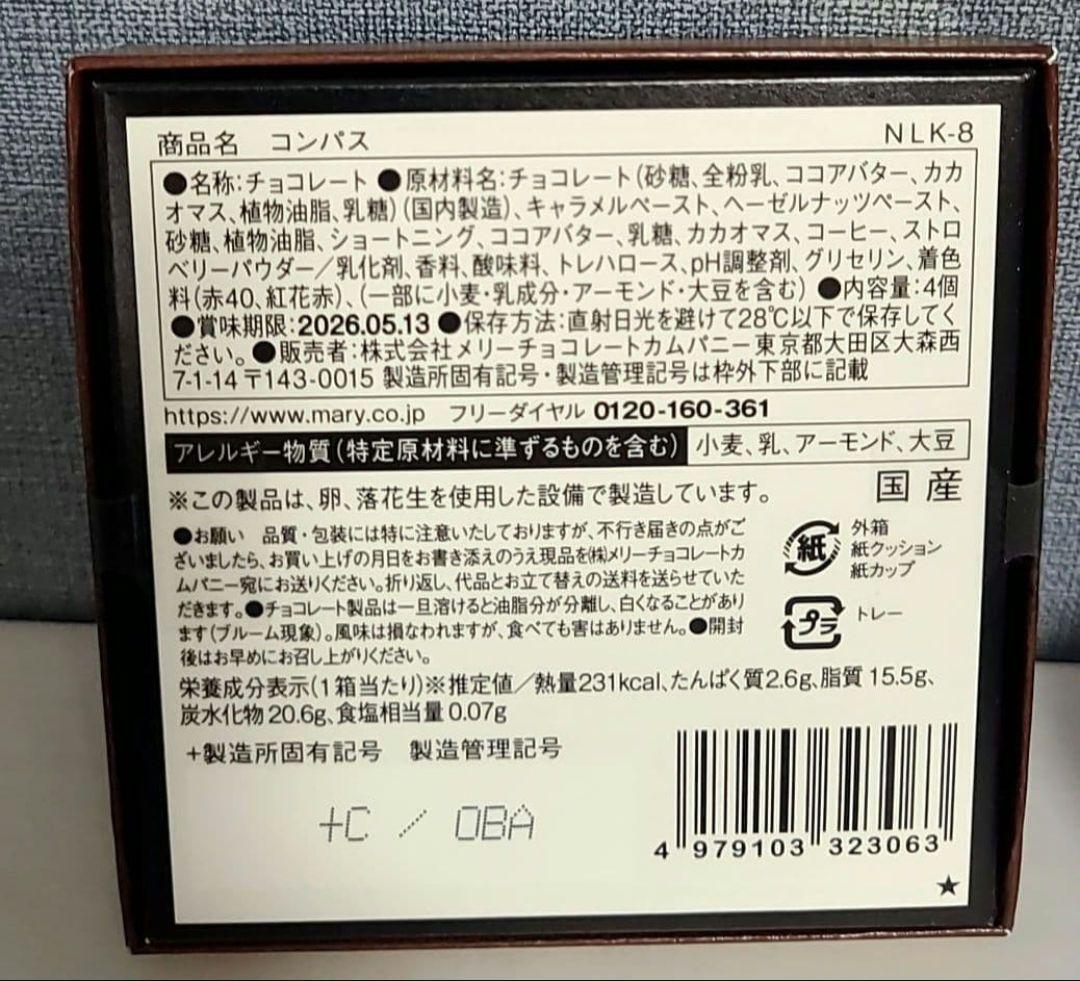 商品名　コンパス　NLK-8
●名称：チョコレート ●原材料名：チョコレート（砂糖、全粉乳、ココアバター、カカ
オマス、植物油脂、乳糖）（国内製造）、キャラメルペースト、ヘーゼルナッツペースト、
砂糖、植物油脂、ショートニング、ココアバター、乳糖、カカオマス、コーヒー、ストロ
ベリーパウダー／乳化剤、香料、酸味料、トレハロース、pH調整剤、グリセリン、着色
料（赤40、紅花赤）、（一部に小麦・乳成分・アーモンド・大豆を含む） ●内容量：4個
●賞味期限：2026.05.13 ●保存方法：直射日光を避けて28℃以下で保存してく
ださい。●販売者：株式会社メリーチョコレートカムパニー 東京都大田区大森西
7-1-14 〒143-0015 製造所固有記号・製造管理記号は枠外下部に記載
https://www.mary.co.jp　フリーダイヤル 0120-160-361
アレルギー物質（特定原材料に準ずるものを含む） 小麦、乳、アーモンド、大豆
※この製品は、卵、落花生を使用した設備で製造しています。
国産
●お願い　品質・包装には特に注意いたしておりますが、不行き届きの点がご
ざいましたら、お買い上げの月日をお書き添えのうえ現品を㈱メリーチョコレートカ
ムパニー宛にお送りください。折り返し、代品とお立て替えの送料を送らせていた
だきます。●チョコレート製品は一旦溶けると油脂分が分離し、白くなることがあり
ます（ブルーム現象）。風味は損なわれますが、食べても害はありません。●開封
後はお早めにお召し上がりください。
紙
外箱
紙クッション
紙カップ
プラ
トレー
栄養成分表示（1箱当たり）※推定値／熱量231kcal、たんぱく質2.6g、脂質 15.5g、
炭水化物 20.6g、食塩相当量 0.07g
+製造所固有記号　製造管理記号
+C / OBA
4 979103 323063
★